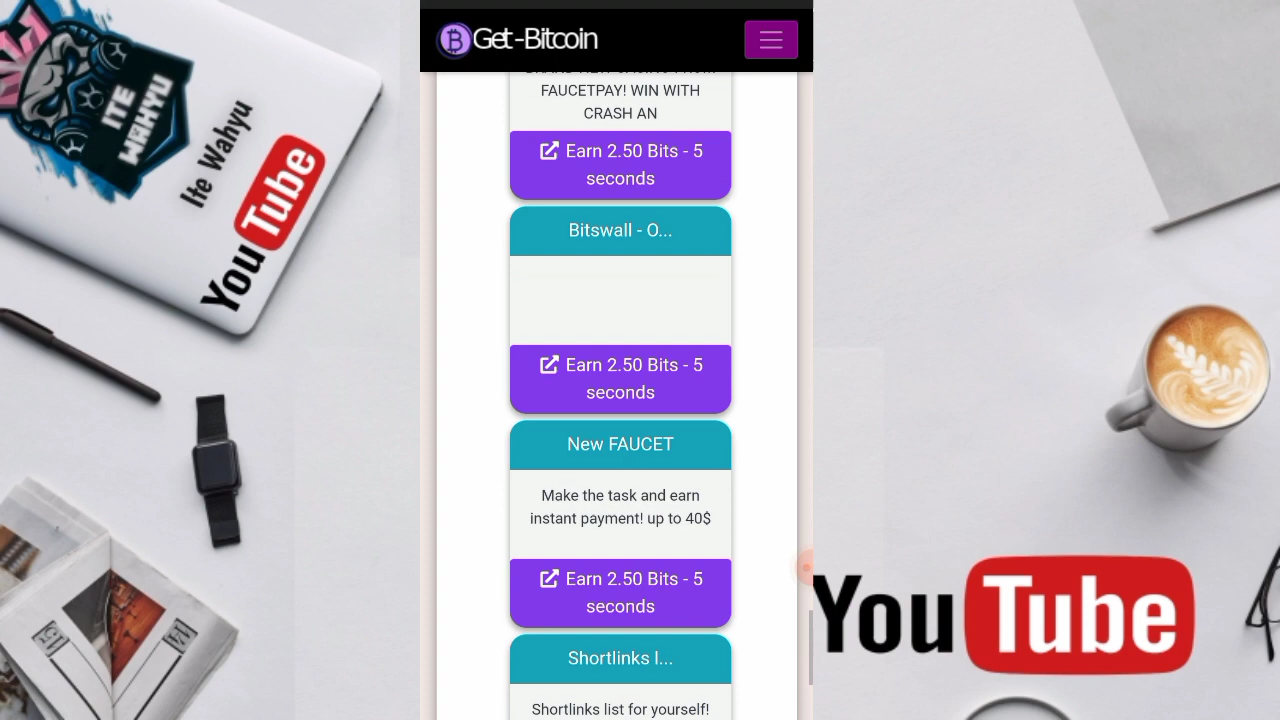 ITE
WAHYU
Ite Wahyu
YouTube
Get-Bitcoin
FAUCETPAY! WIN WITH
CRASH AN
Earn 2.50 Bits - 5
seconds
Bitswall - O...
Earn 2.50 Bits - 5
seconds
New FAUCET
Make the task and earn
instant payment! up to 40$
Earn 2.50 Bits - 5
seconds
Shortlinks l...
Shortlinks list for yourself!
YouTube